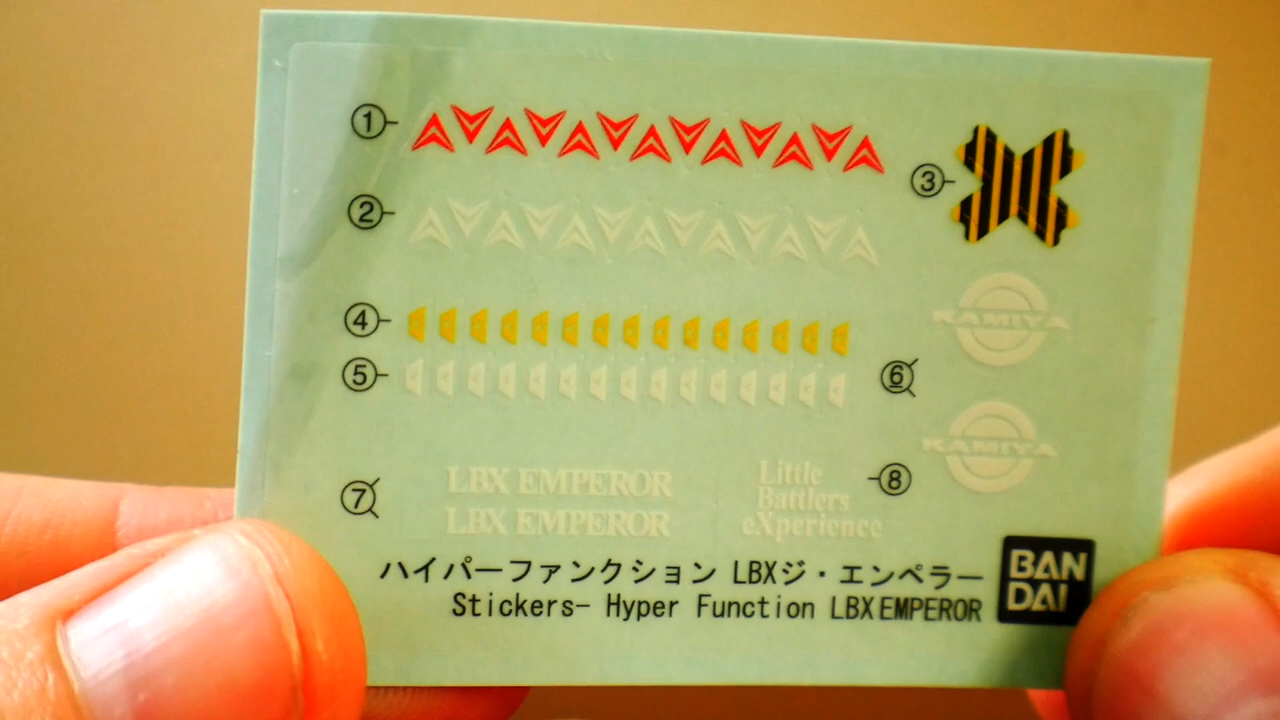 ①
②
③
④
KAMIYA
⑤
⑥
KAMIYA
⑦
LBX EMPEROR
LBX EMPEROR
Little
Battlers
eXperience
⑧
ハイパーファンクション LBXジ・エンペラー
Stickers- Hyper Function LBX EMPEROR
BAN
DAI